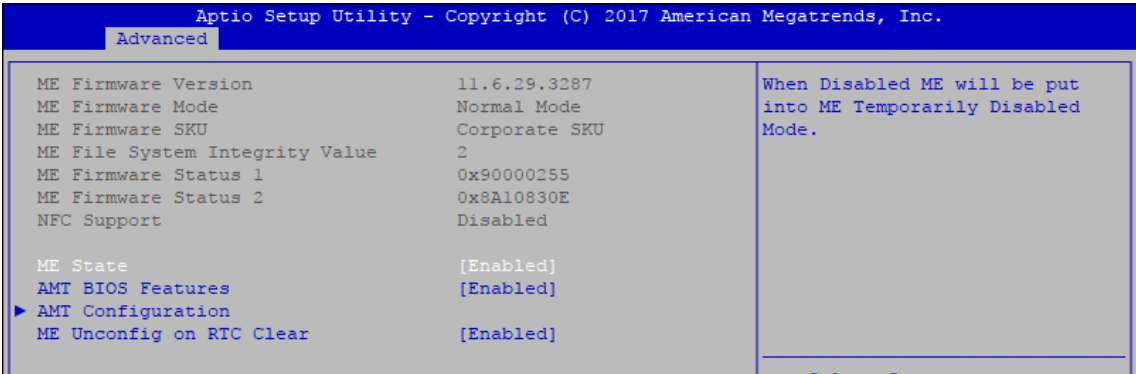 Aptio Setup Utility - Copyright (C) 2017 American Megatrends, Inc.
Advanced
ME Firmware Version 11.6.29.3287
ME Firmware Mode Normal Mode
ME Firmware SKU Corporate SKU
ME File System Integrity Value 2
ME Firmware Status 1 0x90000255
ME Firmware Status 2 0x8A10830E
NFC Support Disabled
ME State [Enabled]
AMT BIOS Features [Enabled]
► AMT Configuration
ME Unconfig on RTC Clear [Enabled]
When Disabled ME will be put
into ME Temporarily Disabled
Mode.